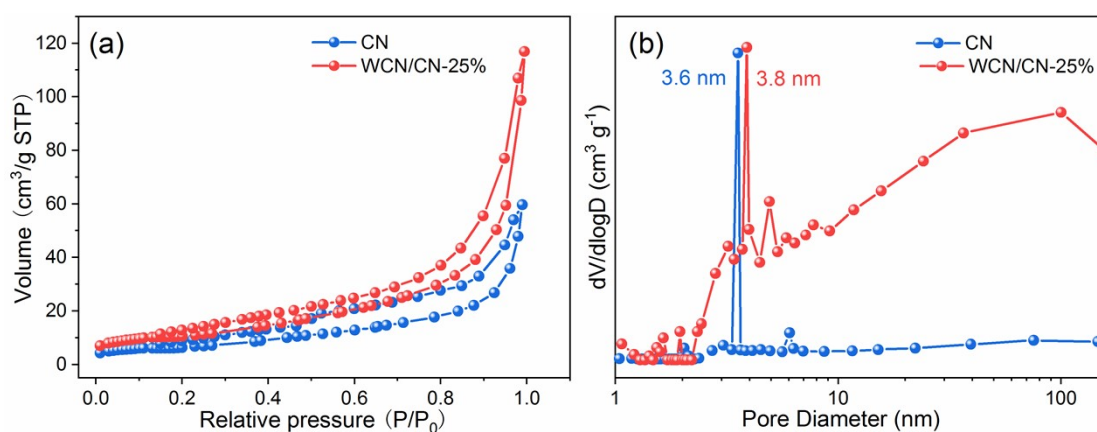 (a)
CN
WCN/CN-25%
Volume（cm³/g STP）
120
100
80
60
40
20
0
0.0 0.2 0.4 0.6 0.8 1.0
Relative pressure (P/P₀)
(b)
CN
WCN/CN-25%
3.6 nm
3.8 nm
dV/dlogD (cm³ g⁻¹)
1 10 100
Pore Diameter (nm)